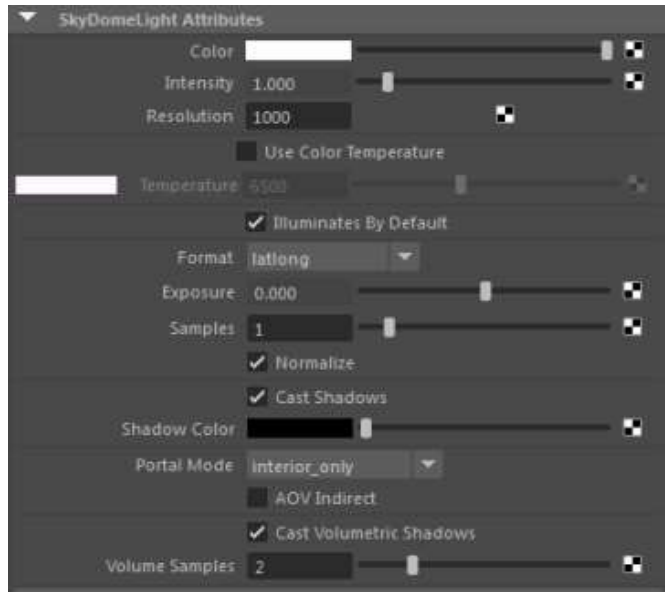 SkyDomeLight Attributes
Color
Intensity 1.000
Resolution 1000
Use Color Temperature
Temperature 6500
Illuminates By Default
Format latlong
Exposure 0.000
Samples 1
Normalize
Cast Shadows
Shadow Color
Portal Mode interior_only
AOV Indirect
Cast Volumetric Shadows
Volume Samples 2